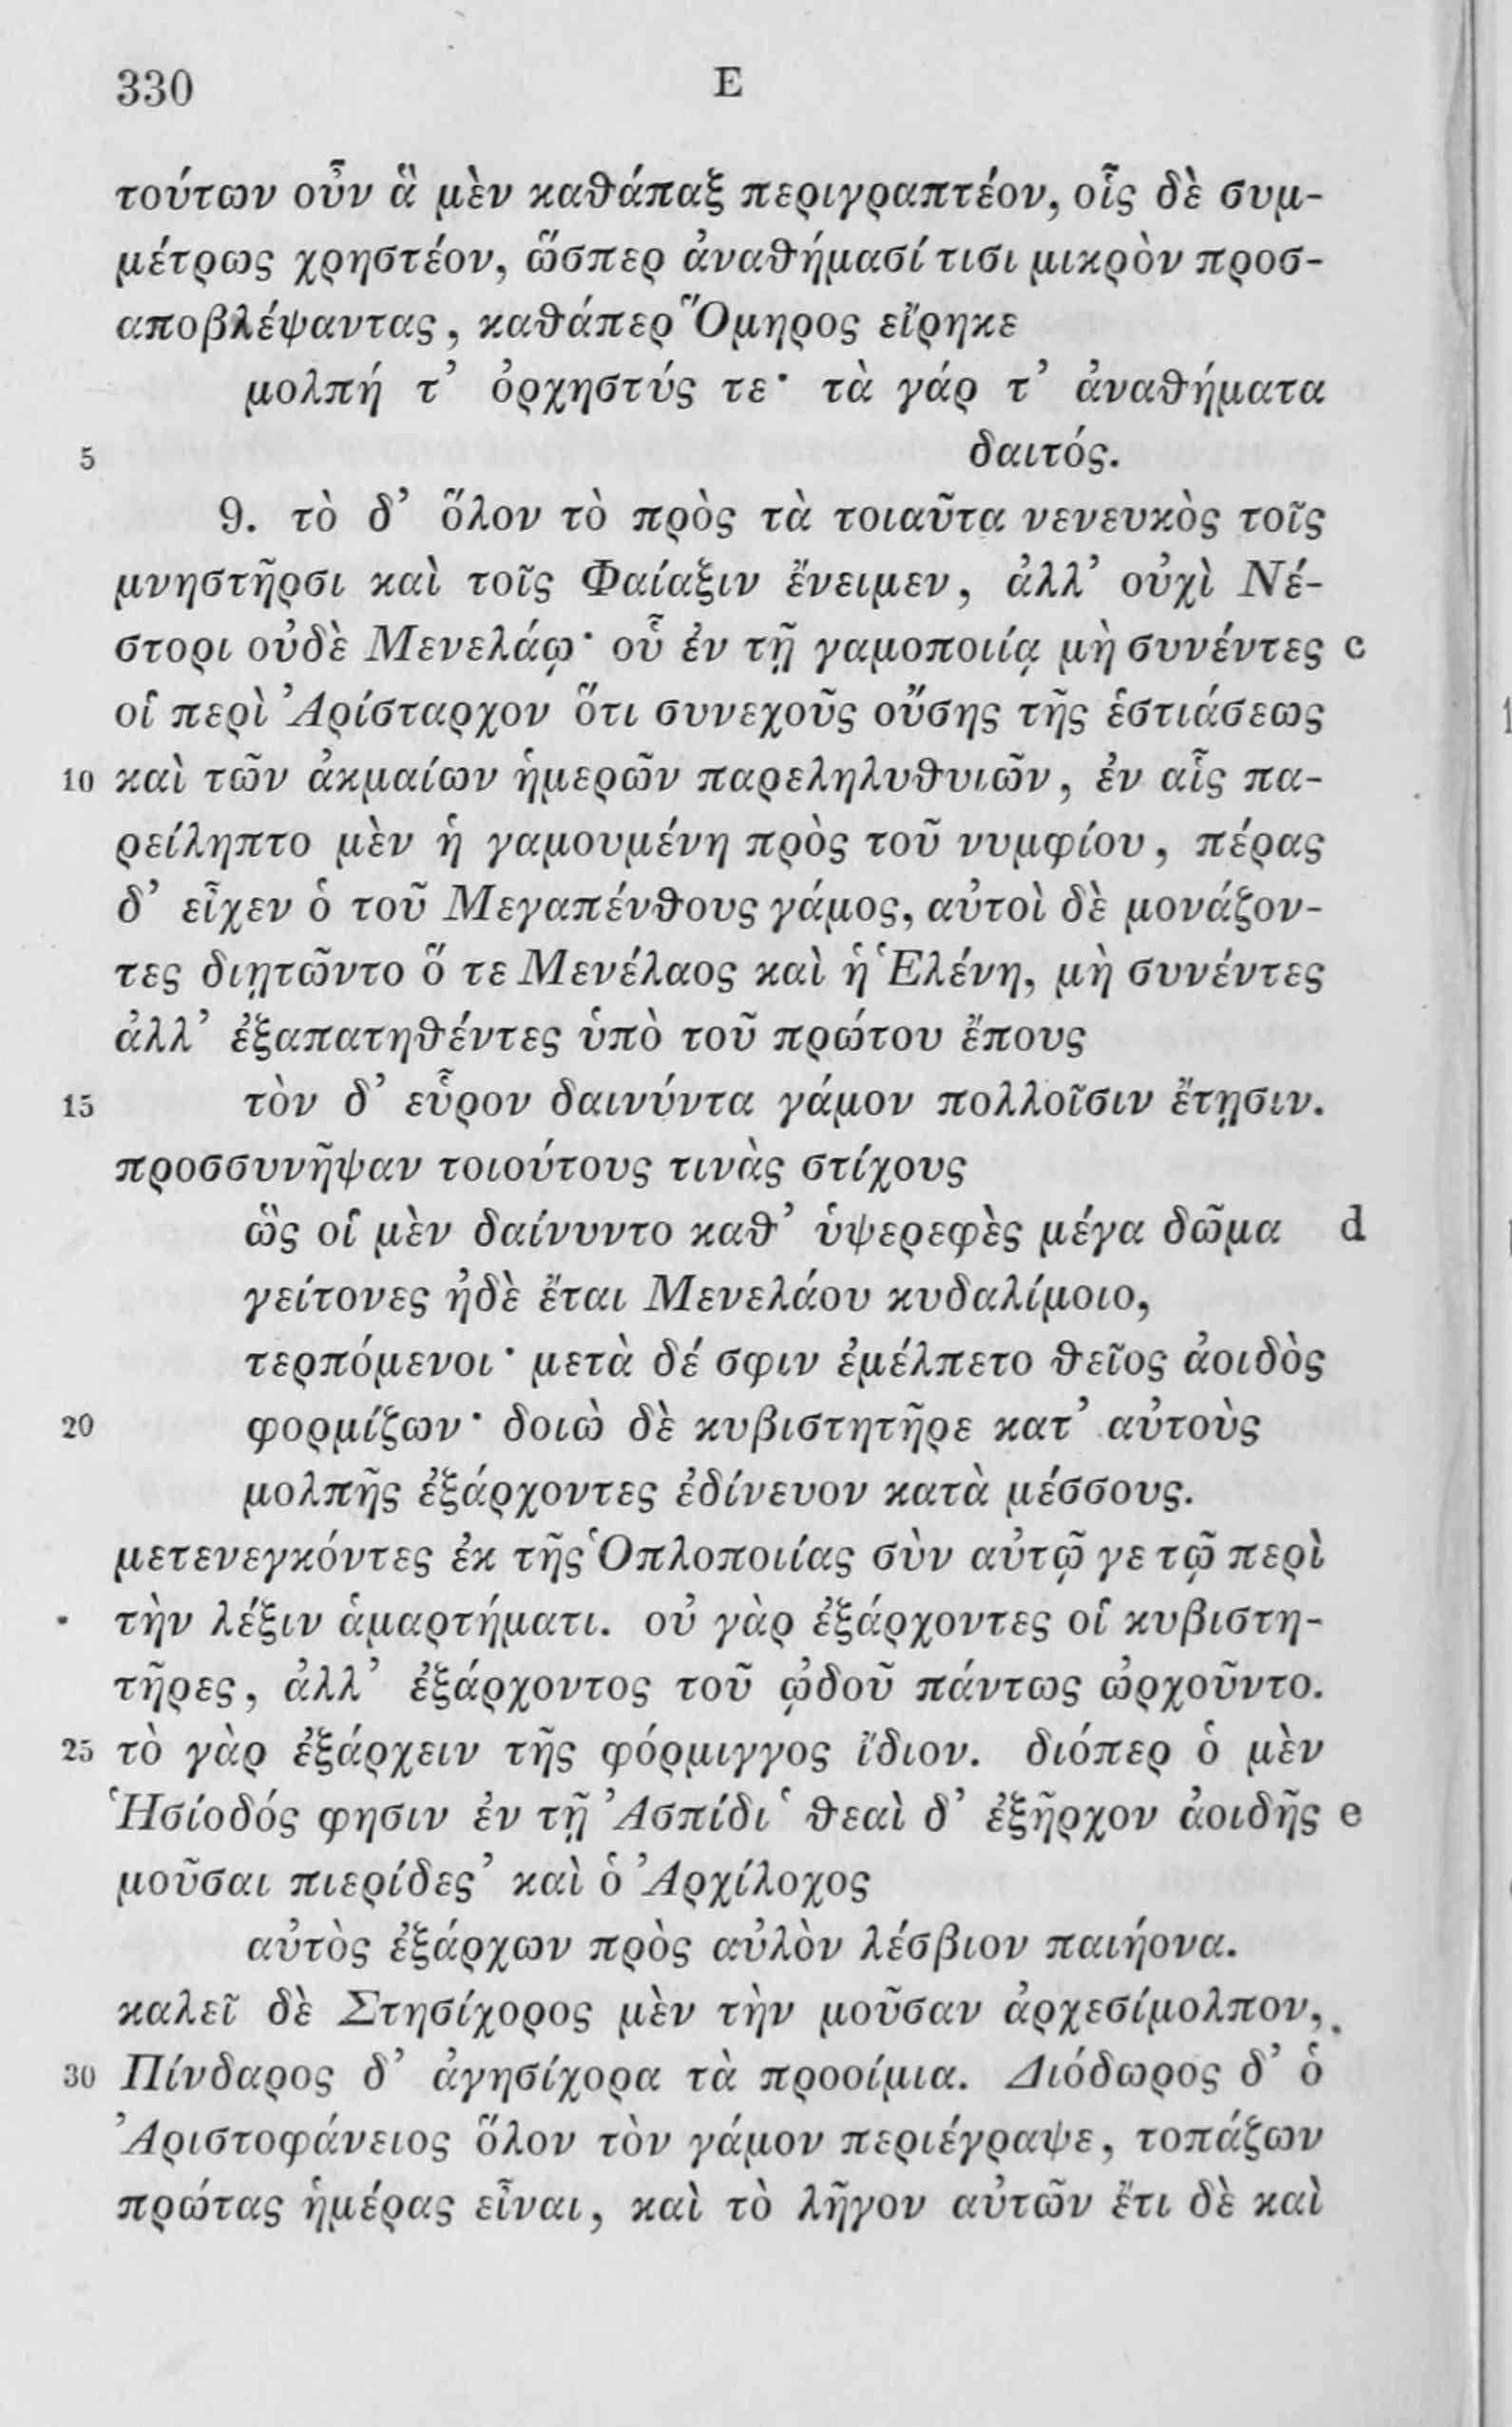 330 Ε
τούτων οὖν ἃ μὲν καθάπαξ περιγραπτέον, οἷς δὲ συμ-
μέτρως χρηστέον, ὥσπερ ἀναθήμασί τισι μικρὸν προσ-
αποβλέψαντας, καθάπερ Ὅμηρος εἴρηκε
μολπή τ’ ὀρχηστύς τε· τὰ γάρ τ’ ἀναθήματα
5 δαιτός.
9. τὸ δ’ ὅλον τὸ πρὸς τὰ τοιαῦτα νενευκὸς τοῖς
μνηστῆρσι καὶ τοῖς Φαίαξιν ἔνειμεν, ἀλλ’ οὐχὶ Νέ-
στορι οὐδὲ Μενελάῳ· οὗ ἐν τῇ γαμοποιίᾳ μὴ συνέντες c
οἱ περὶ Ἀρίσταρχον ὅτι συνεχοῦς οὔσης τῆς ἑστιάσεως
10 καὶ τῶν ἀκμαίων ἡμερῶν παρεληλυθυιῶν, ἐν αἷς πα-
ρείληπτο μὲν ἡ γαμουμένη πρὸς τοῦ νυμφίου, πέρας
δ’ εἶχεν ὁ τοῦ Μεγαπένθους γάμος, αὐτοὶ δὲ μονάζον-
τες διῃτῶντο ὅ τε Μενέλαος καὶ ἡ Ἑλένη, μὴ συνέντες
ἀλλ’ ἐξαπατηθέντες ὑπὸ τοῦ πρώτου ἔπους
15 τὸν δ’ εὗρον δαινύντα γάμον πολλοῖσιν ἔτῃσιν.
προσσυνῆψαν τοιούτους τινὰς στίχους
ὣς οἱ μὲν δαίνυντο καθ’ ὑψερεφὲς μέγα δῶμα d
γείτονες ἠδὲ ἔται Μενελάου κυδαλίμοιο,
τερπόμενοι· μετὰ δέ σφιν ἐμέλπετο θεῖος ἀοιδὸς
20 φορμίζων· δοιὼ δὲ κυβιστητῆρε κατ’ αὐτοὺς
μολπῆς ἐξάρχοντες ἐδίνευον κατὰ μέσσους.
μετενεγκόντες ἐκ τῆς Ὁπλοποιίας σὺν αὐτῷ γε τῷ περὶ
τὴν λέξιν ἁμαρτήματι. οὐ γὰρ ἐξάρχοντες οἱ κυβιστη-
τῆρες, ἀλλ’ ἐξάρχοντος τοῦ ᾠδοῦ πάντως ὠρχοῦντο.
25 τὸ γὰρ ἐξάρχειν τῆς φόρμιγγος ἴδιον. διόπερ ὁ μὲν
Ἡσίοδός φησιν ἐν τῇ Ἀσπίδι ‘θεαὶ δ’ ἐξῆρχον ἀοιδῆς e
μοῦσαι πιερίδες’ καὶ ὁ Ἀρχίλοχος
αὐτὸς ἐξάρχων πρὸς αὐλὸν λέσβιον παιήονα.
καλεῖ δὲ Στησίχορος μὲν τὴν μοῦσαν ἀρχεσίμολπον,
30 Πίνδαρος δ’ ἀγησίχορα τὰ προοίμια. Διόδωρος δ’ ὁ
Ἀριστοφάνειος ὅλον τὸν γάμον περιέγραψε, τοπάζων
πρώτας ἡμέρας εἶναι, καὶ τὸ λῆγον αὐτῶν ἔτι δὲ καὶ